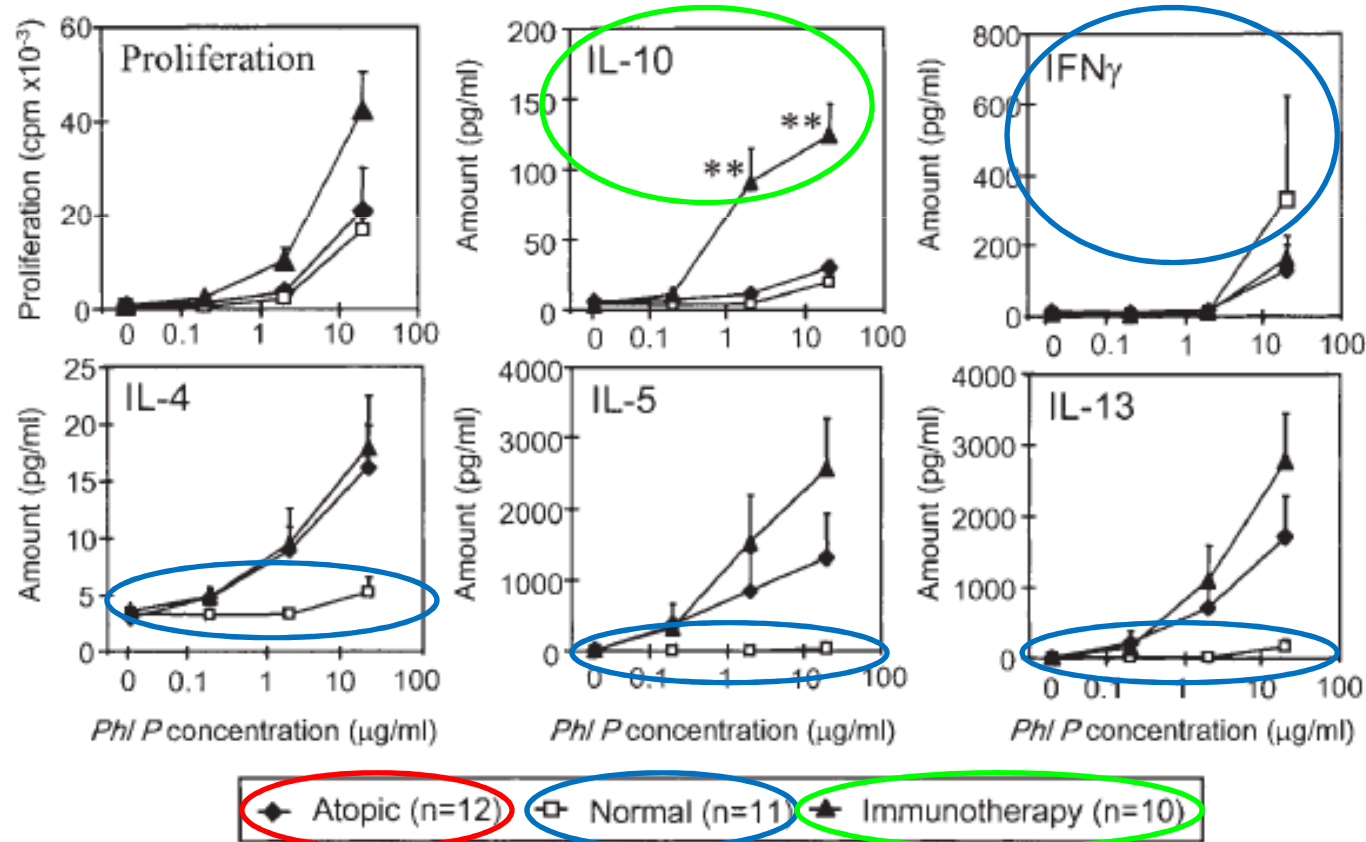 Proliferation
Proliferation (cpm x10⁻³)
60
40
20
0
0 0.1 1 10 100
IL-10
Amount (pg/ml)
200
150
100
50
0
**
**
0 0.1 1 10 100
IFNγ
Amount (pg/ml)
800
600
400
200
0
0 0.1 1 10 100
IL-4
Amount (pg/ml)
25
20
15
10
5
0
0 0.1 1 10 100
Phl P concentration (μg/ml)
IL-5
Amount (pg/ml)
4000
3000
2000
1000
0
0 0.1 1 10 100
Phl P concentration (μg/ml)
IL-13
Amount (pg/ml)
4000
3000
2000
1000
0
0 0.1 1 10 100
Phl P concentration (μg/ml)
Atopic (n=12) Normal (n=11) Immunotherapy (n=10)